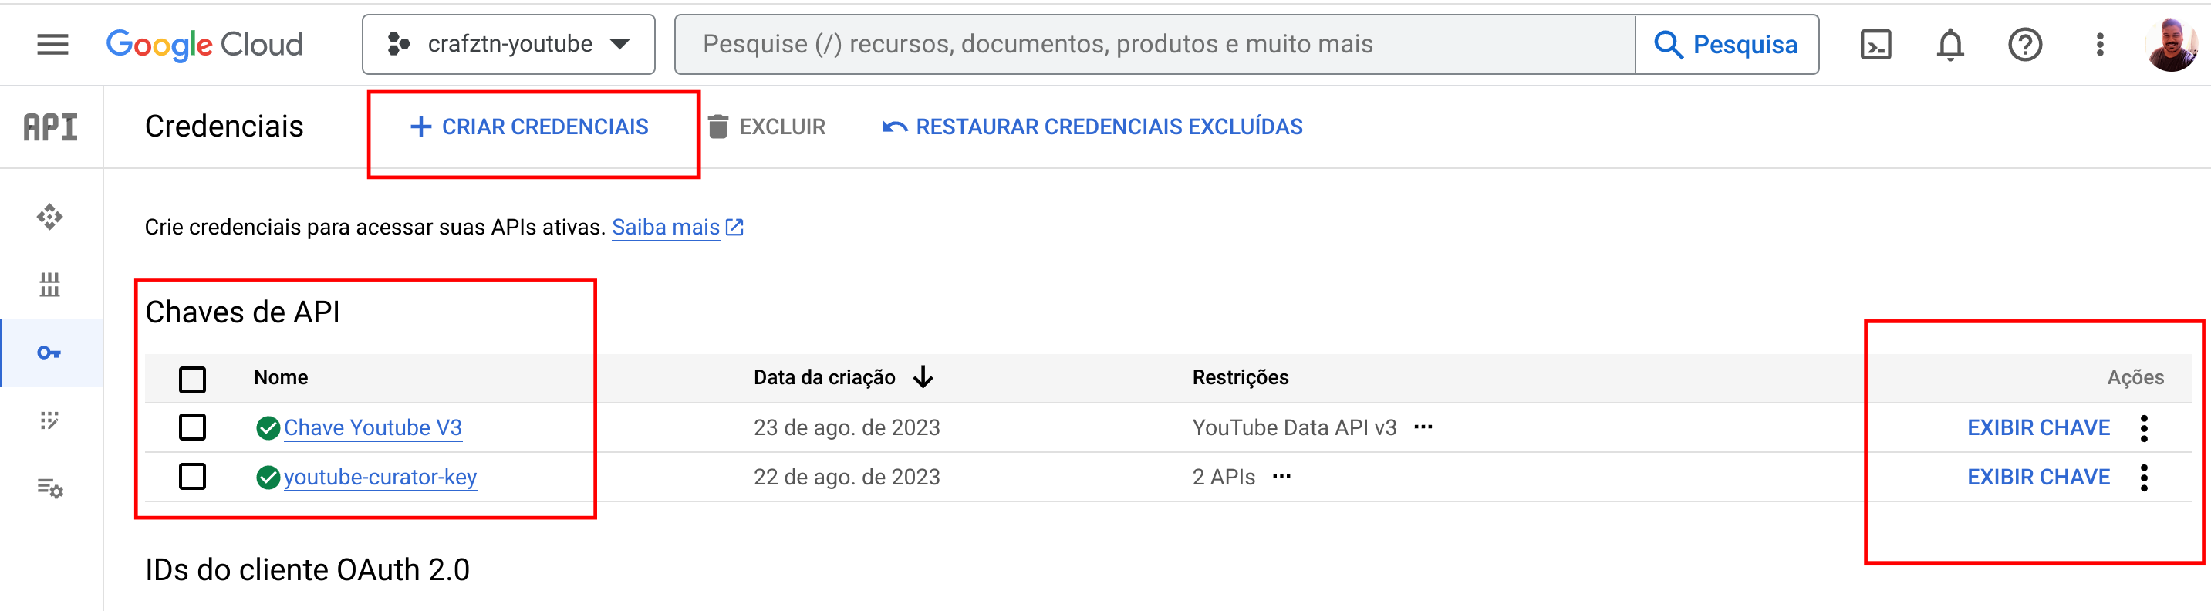 Google Cloud crafztn-youtube Pesquise (/) recursos, documentos, produtos e muito mais Pesquisa
API Credenciais + CRIAR CREDENCIAIS EXCLUIR RESTAURAR CREDENCIAIS EXCLUÍDAS
Crie credenciais para acessar suas APIs ativas. Saiba mais
Chaves de API
Nome Data da criação Restrições Ações
Chave Youtube V3 23 de ago. de 2023 YouTube Data API v3 ... EXIBIR CHAVE
youtube-curator-key 22 de ago. de 2023 2 APIs ... EXIBIR CHAVE
IDs do cliente OAuth 2.0